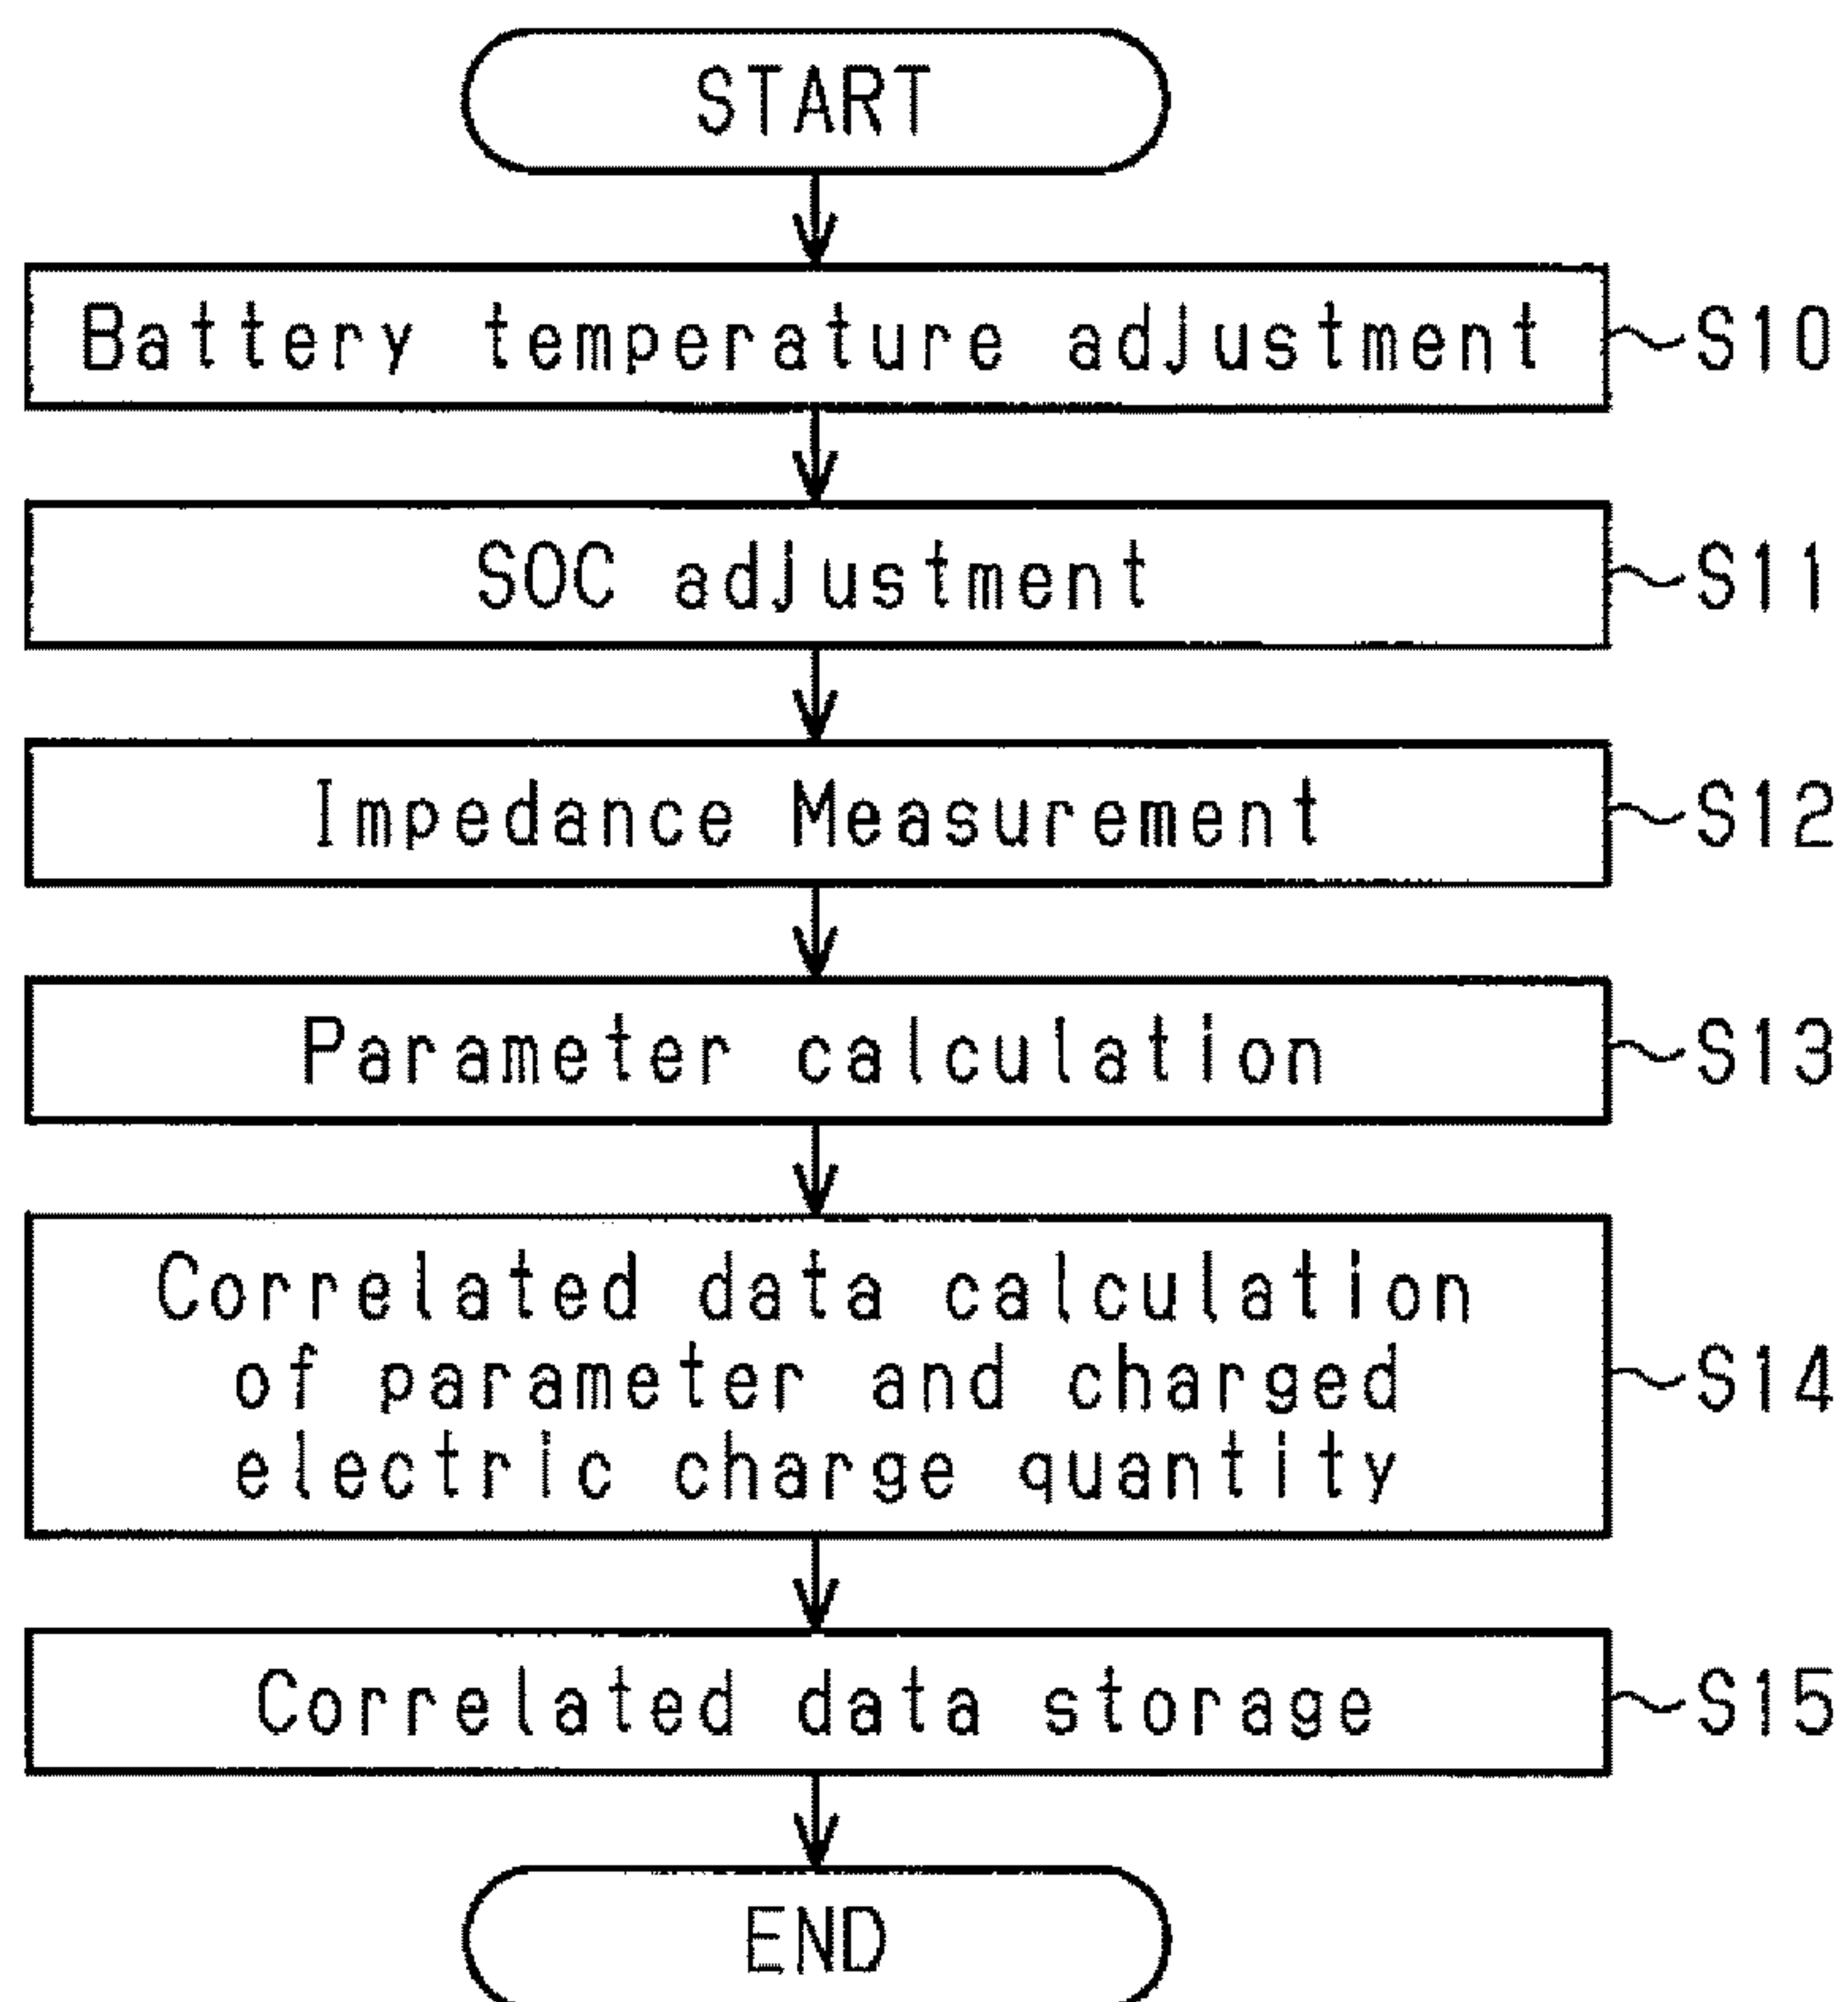 START
Battery temperature adjustment
S10
SOC adjustment
S11
Impedance Measurement
S12
Parameter calculation
S13
Correlated data calculation
of parameter and charged
electric charge quantity
S14
Correlated data storage
S15
END